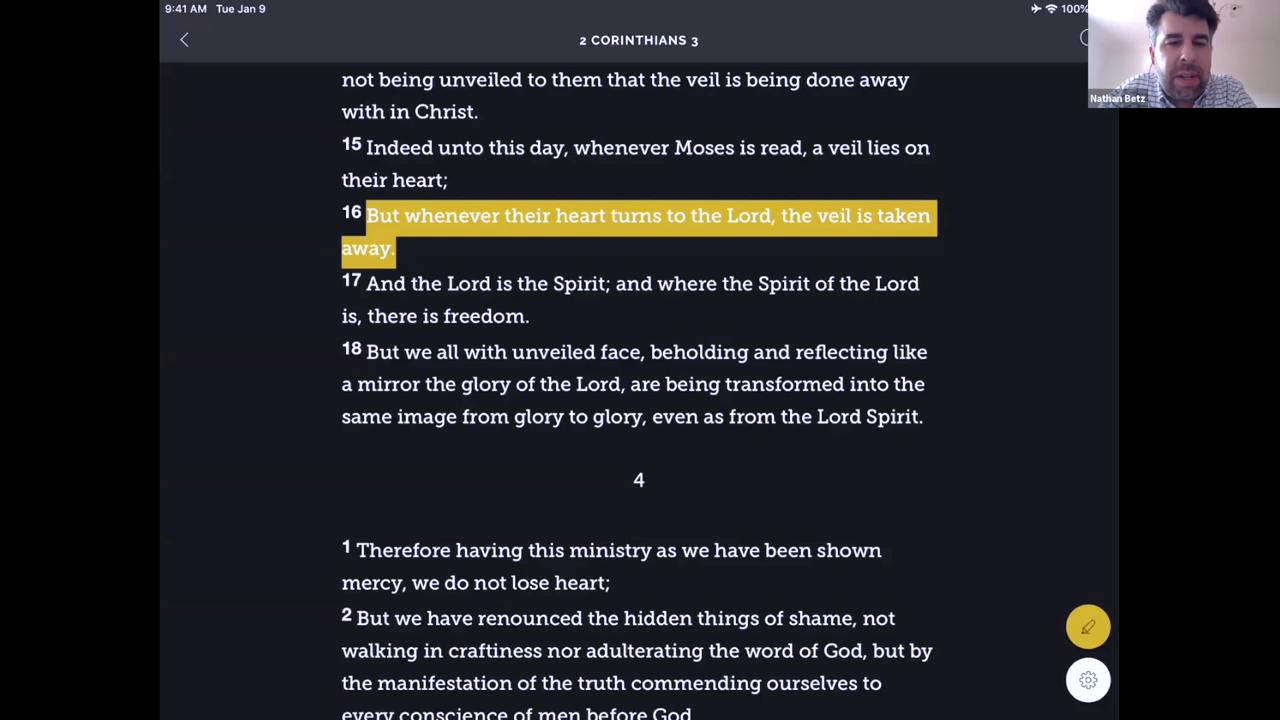 9:41 AM Tue Jan 9
100%
2 CORINTHIANS 3
Nathan Betz
not being unveiled to them that the veil is being done away
with in Christ.
15 Indeed unto this day, whenever Moses is read, a veil lies on
their heart;
16 But whenever their heart turns to the Lord, the veil is taken
away.
17 And the Lord is the Spirit; and where the Spirit of the Lord
is, there is freedom.
18 But we all with unveiled face, beholding and reflecting like
a mirror the glory of the Lord, are being transformed into the
same image from glory to glory, even as from the Lord Spirit.
4
1 Therefore having this ministry as we have been shown
mercy, we do not lose heart;
2 But we have renounced the hidden things of shame, not
walking in craftiness nor adulterating the word of God, but by
the manifestation of the truth commending ourselves to
every conscience of men before God